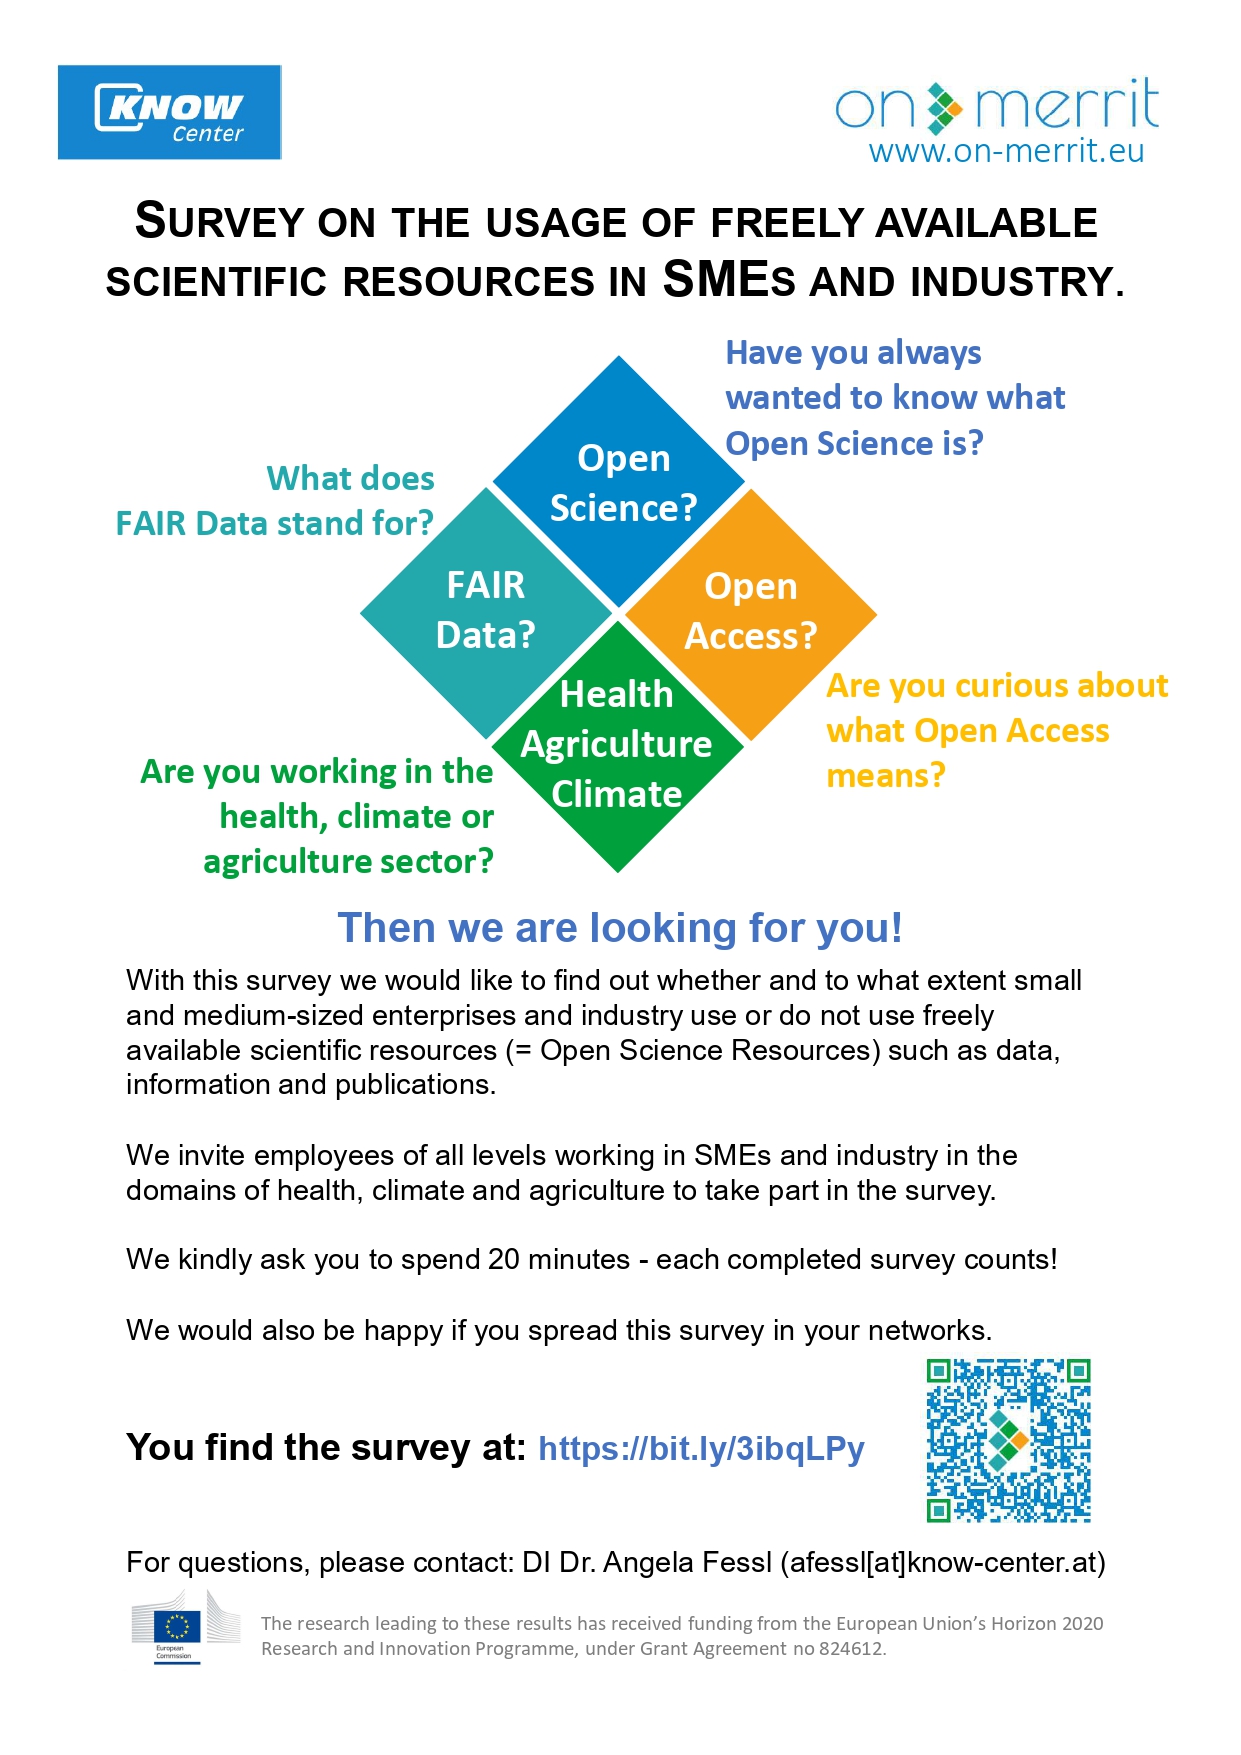 KNOW
Center
on merrit
www.on-merrit.eu
SURVEY ON THE USAGE OF FREELY AVAILABLE
SCIENTIFIC RESOURCES IN SMES AND INDUSTRY.
Have you always
wanted to know what
Open Science is?
Open
Science?
What does
FAIR Data stand for?
FAIR
Data?
Open
Access?
Are you curious about
what Open Access
means?
Health
Agriculture
Climate
Are you working in the
health, climate or
agriculture sector?
Then we are looking for you!
With this survey we would like to find out whether and to what extent small
and medium-sized enterprises and industry use or do not use freely
available scientific resources (= Open Science Resources) such as data,
information and publications.
We invite employees of all levels working in SMEs and industry in the
domains of health, climate and agriculture to take part in the survey.
We kindly ask you to spend 20 minutes - each completed survey counts!
We would also be happy if you spread this survey in your networks.
You find the survey at: https://bit.ly/3ibqLPy
For questions, please contact: DI Dr. Angela Fessl (afessl[at]know-center.at)
European
Commission
The research leading to these results has received funding from the European Union’s Horizon 2020
Research and Innovation Programme, under Grant Agreement no 824612.